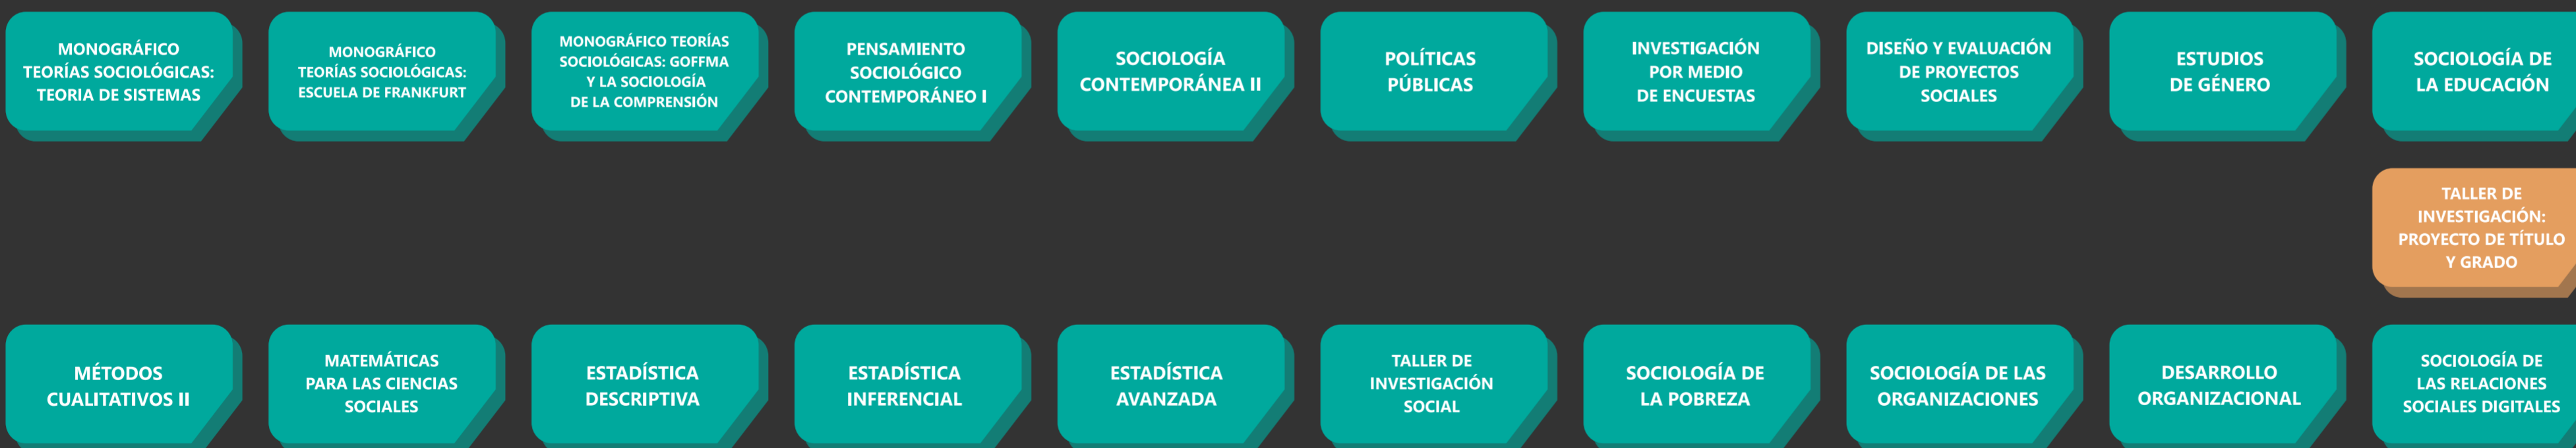 MONOGRÁFICO
TEORÍAS SOCIOLÓGICAS:
TEORIA DE SISTEMAS
MONOGRÁFICO
TEORÍAS SOCIOLÓGICAS:
ESCUELA DE FRANKFURT
MONOGRÁFICO TEORÍAS
SOCIOLÓGICAS: GOFFMA
Y LA SOCIOLOGÍA
DE LA COMPRENSIÓN
PENSAMIENTO
SOCIOLÓGICO
CONTEMPORÁNEO I
SOCIOLOGÍA
CONTEMPORÁNEA II
POLÍTICAS
PÚBLICAS
INVESTIGACIÓN
POR MEDIO
DE ENCUESTAS
DISEÑO Y EVALUACIÓN
DE PROYECTOS
SOCIALES
ESTUDIOS
DE GÉNERO
SOCIOLOGÍA DE
LA EDUCACIÓN
TALLER DE
INVESTIGACIÓN:
PROYECTO DE TÍTULO
Y GRADO
MÉTODOS
CUALITATIVOS II
MATEMÁTICAS
PARA LAS CIENCIAS
SOCIALES
ESTADÍSTICA
DESCRIPTIVA
ESTADÍSTICA
INFERENCIAL
ESTADÍSTICA
AVANZADA
TALLER DE
INVESTIGACIÓN
SOCIAL
SOCIOLOGÍA DE
LA POBREZA
SOCIOLOGÍA DE LAS
ORGANIZACIONES
DESARROLLO
ORGANIZACIONAL
SOCIOLOGÍA DE
LAS RELACIONES
SOCIALES DIGITALES